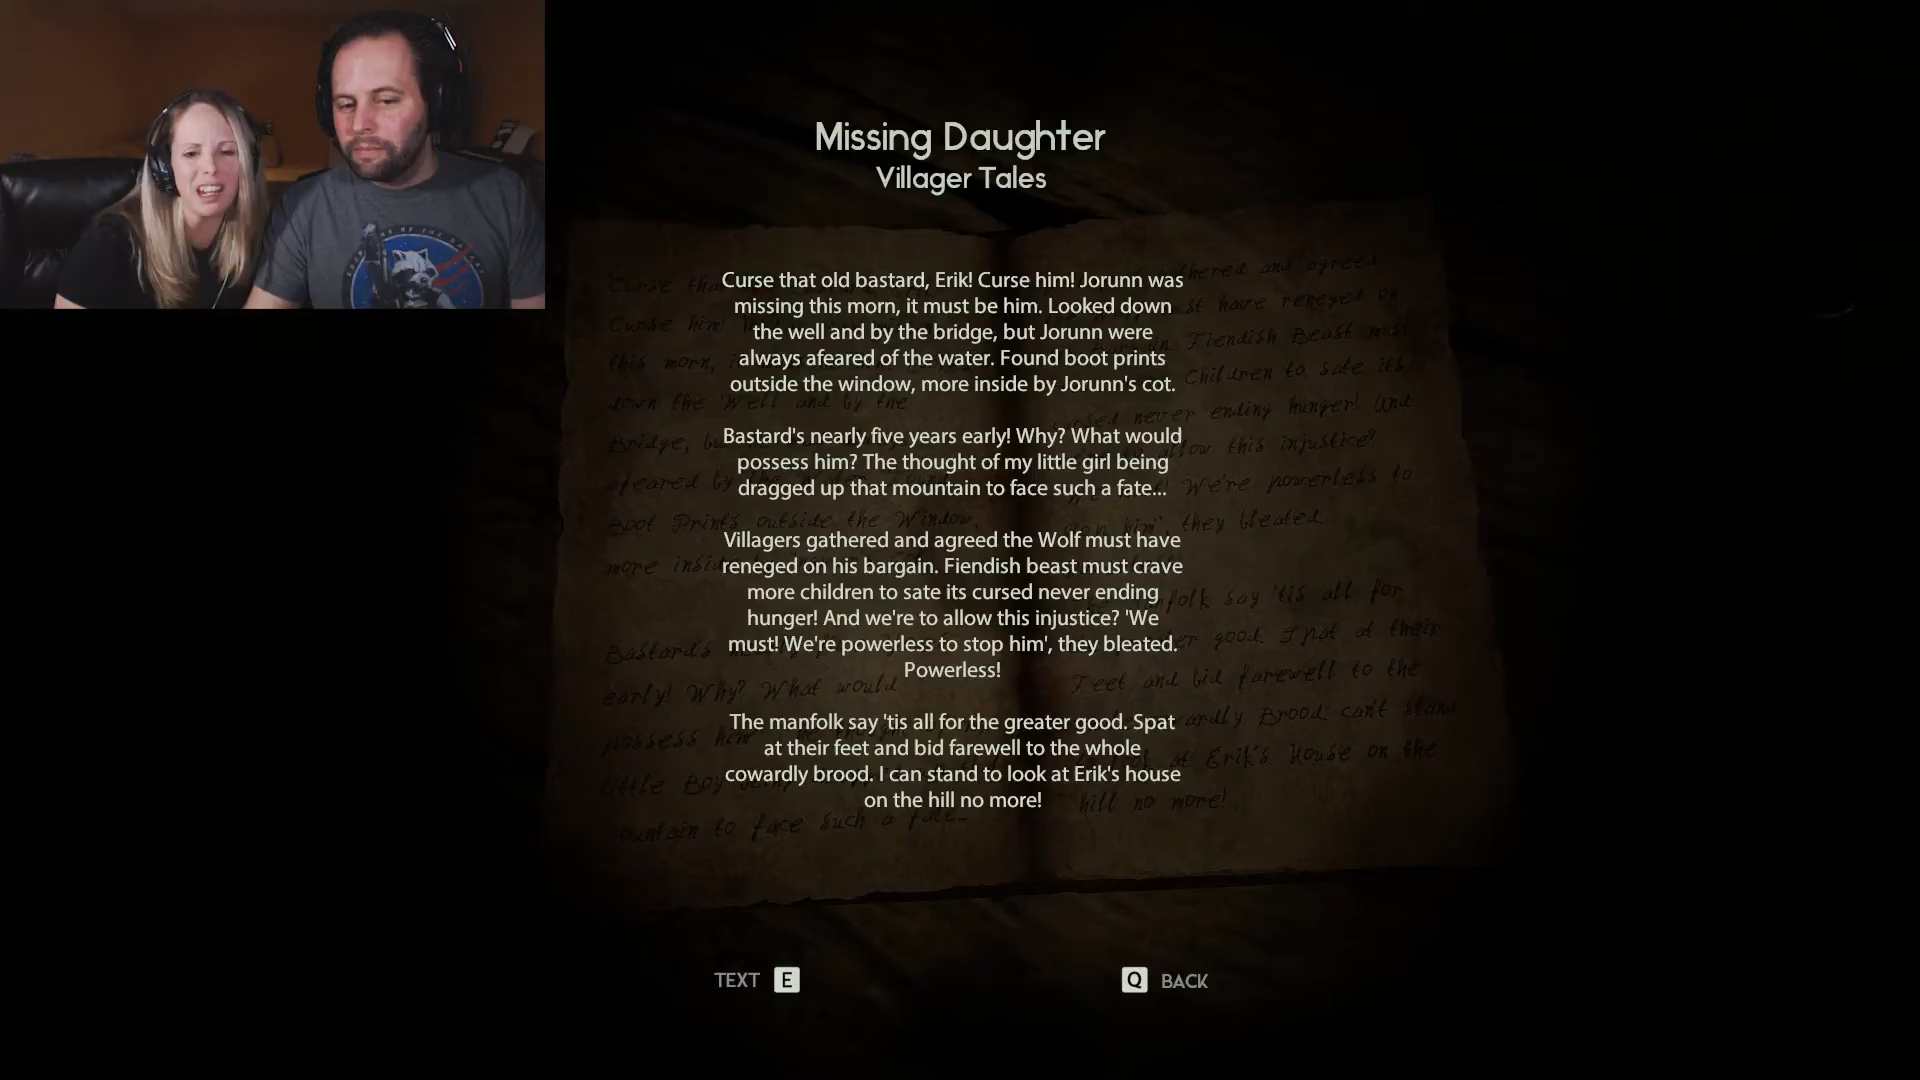 Missing Daughter
Villager Tales
Curse that old bastard, Erik! Curse him! Jorunn was
missing this morn, it must be him. Looked down
the well and by the bridge, but Jorunn were
always afeared of the water. Found boot prints
outside the window, more inside by Jorunn's cot.
Bastard's nearly five years early! Why? What would
possess him? The thought of my little girl being
dragged up that mountain to face such a fate...
Villagers gathered and agreed the Wolf must have
reneged on his bargain. Fiendish beast must crave
more children to sate its cursed never ending
hunger! And we're to allow this injustice? 'We
must! We're powerless to stop him', they bleated.
Powerless!
The manfolk say 'tis all for the greater good. Spat
at their feet and bid farewell to the whole
cowardly brood. I can stand to look at Erik's house
on the hill no more!
TEXT E
Q BACK